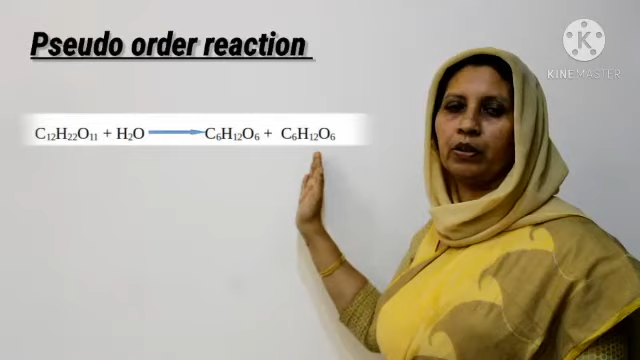 Pseudo order reaction
KINEMASTER
C₁₂H₂₂O₁₁ + H₂O ⟶ C₆H₁₂O₆ + C₆H₁₂O₆